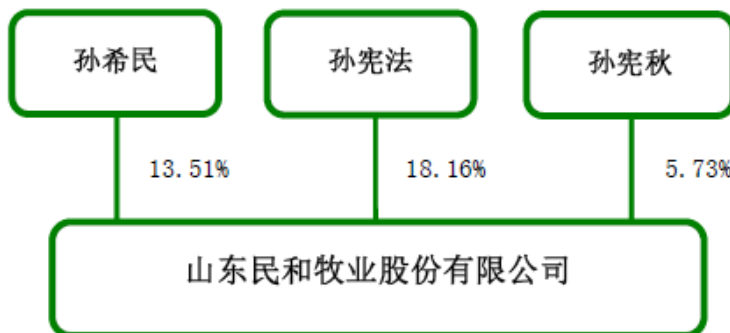 孙希民
孙宪法
孙宪秋
13.51%
18.16%
5.73%
山东民和牧业股份有限公司